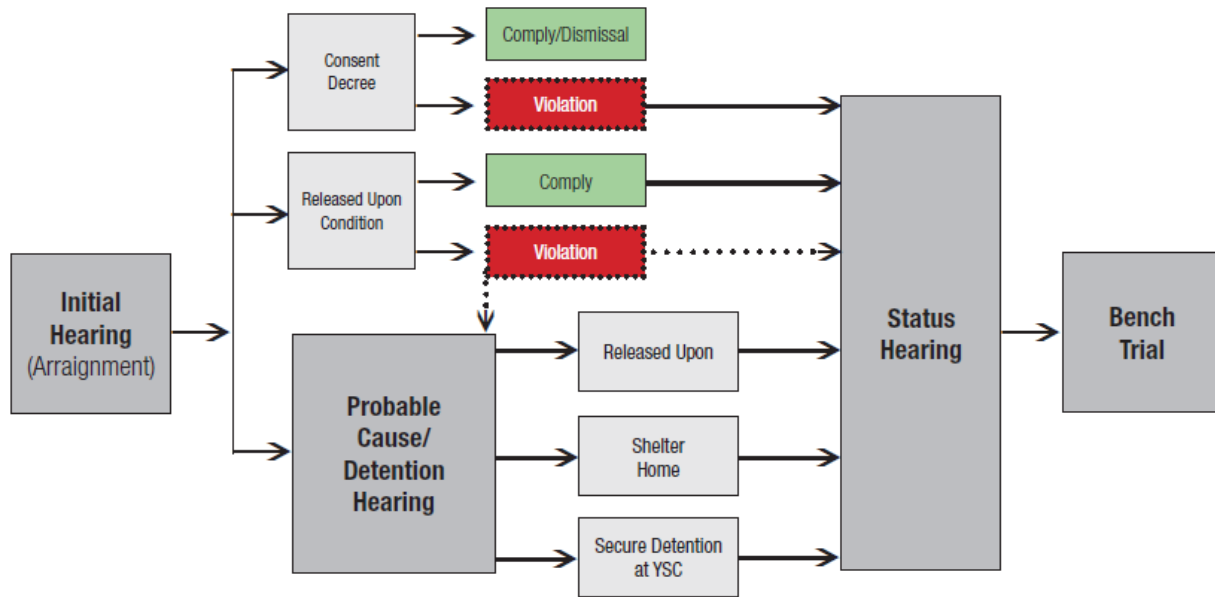 Consent
Decree
Comply/Dismissal
Violation
Released Upon
Condition
Comply
Violation
Initial
Hearing
(Arraignment)
Probable
Cause/
Detention
Hearing
Released Upon
Shelter
Home
Secure Detention
at YSC
Status
Hearing
Bench
Trial